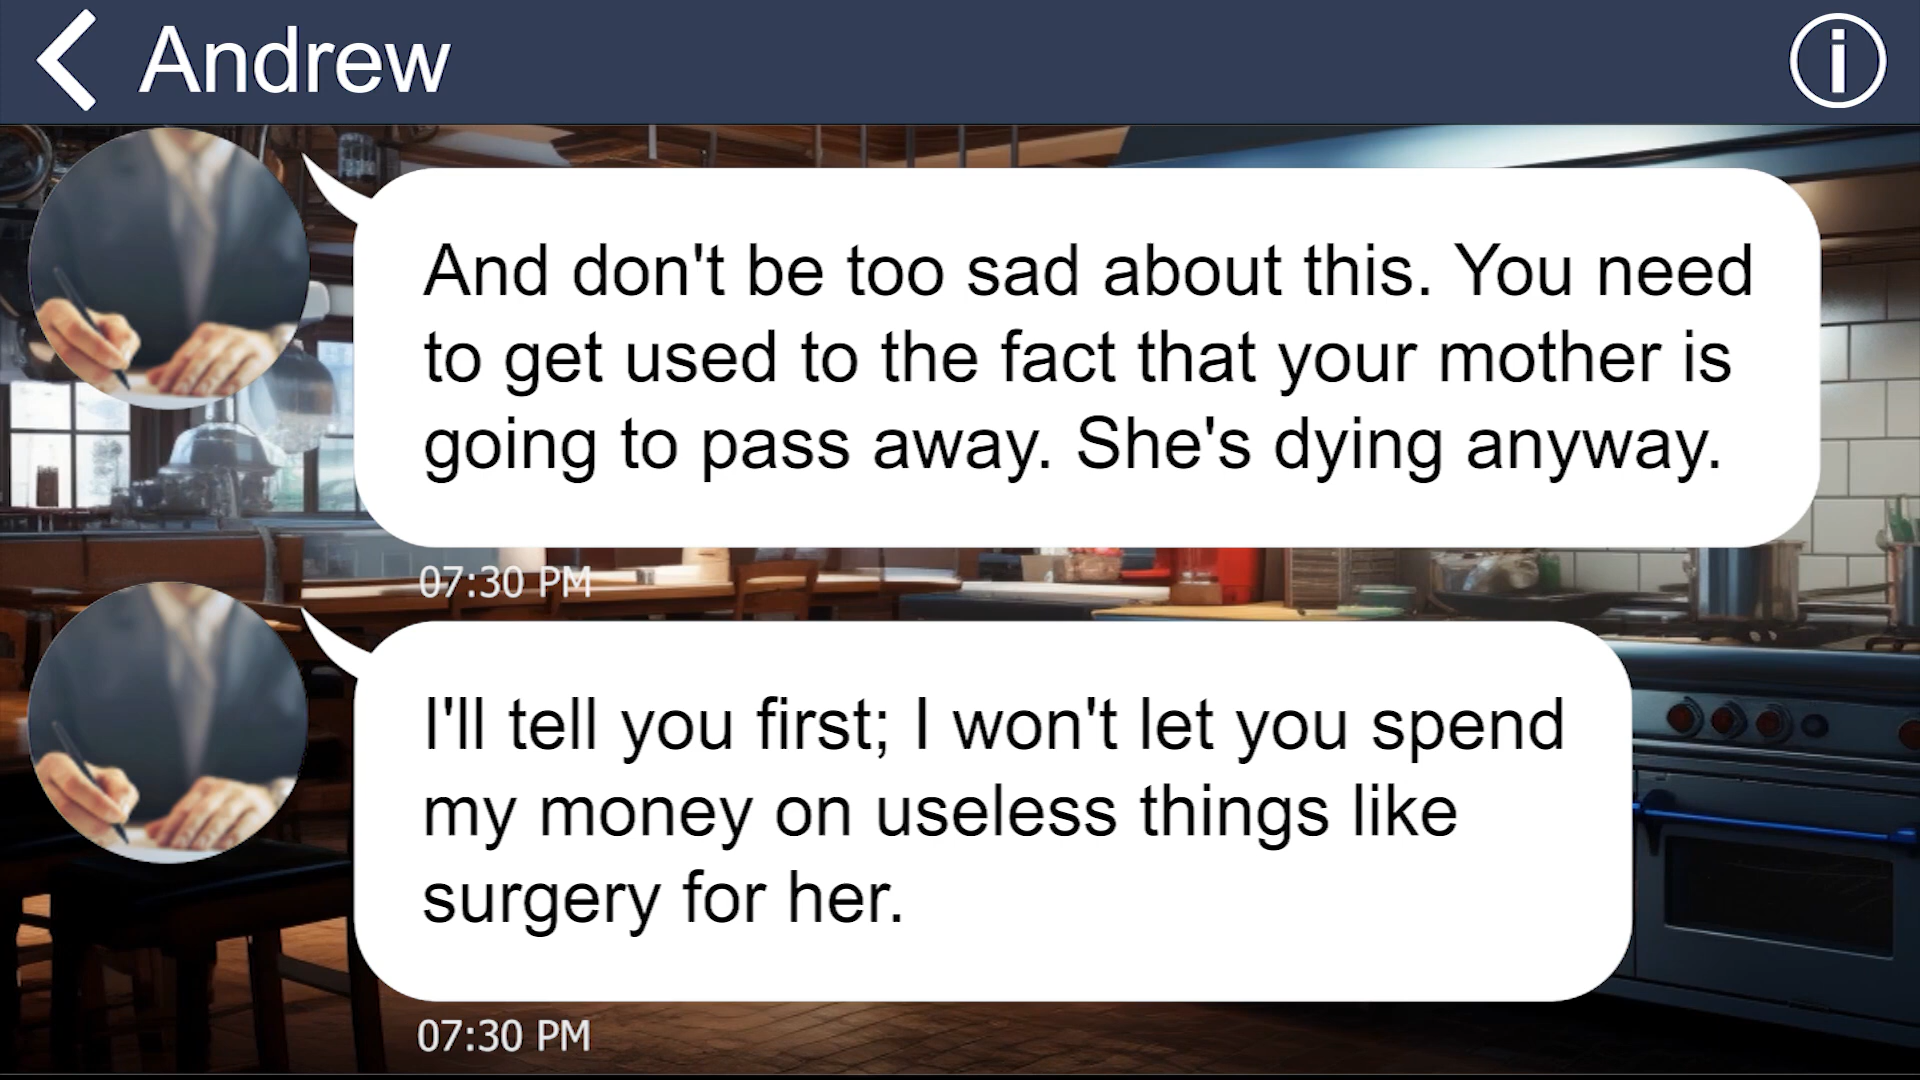 Andrew
And don't be too sad about this. You need
to get used to the fact that your mother is
going to pass away. She's dying anyway.
07:30 PM
I'll tell you first; I won't let you spend
my money on useless things like
surgery for her.
07:30 PM